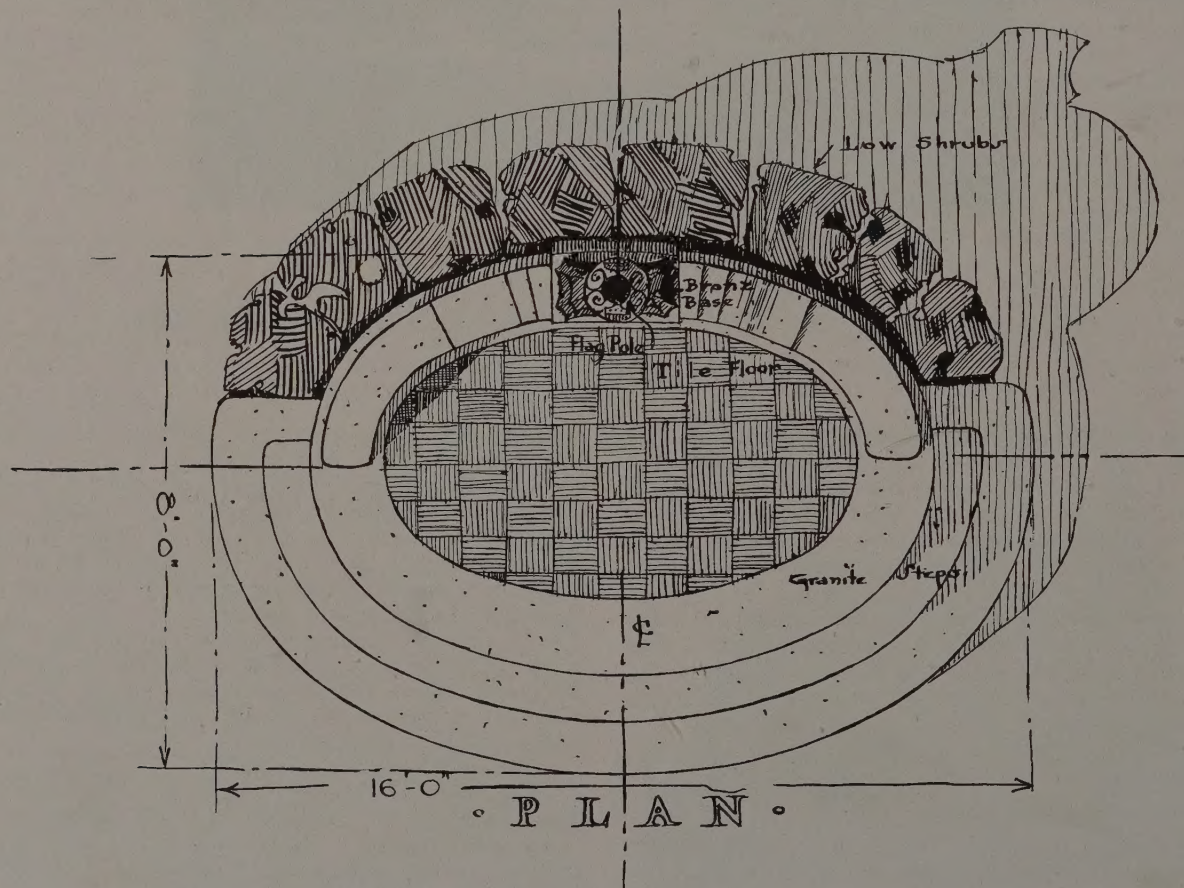 Low Shrubs
Bronz
Base
Flag Pole
Tile Floor
8'-0"
Granite Steps
℄
16'-0"
· PLAN ·